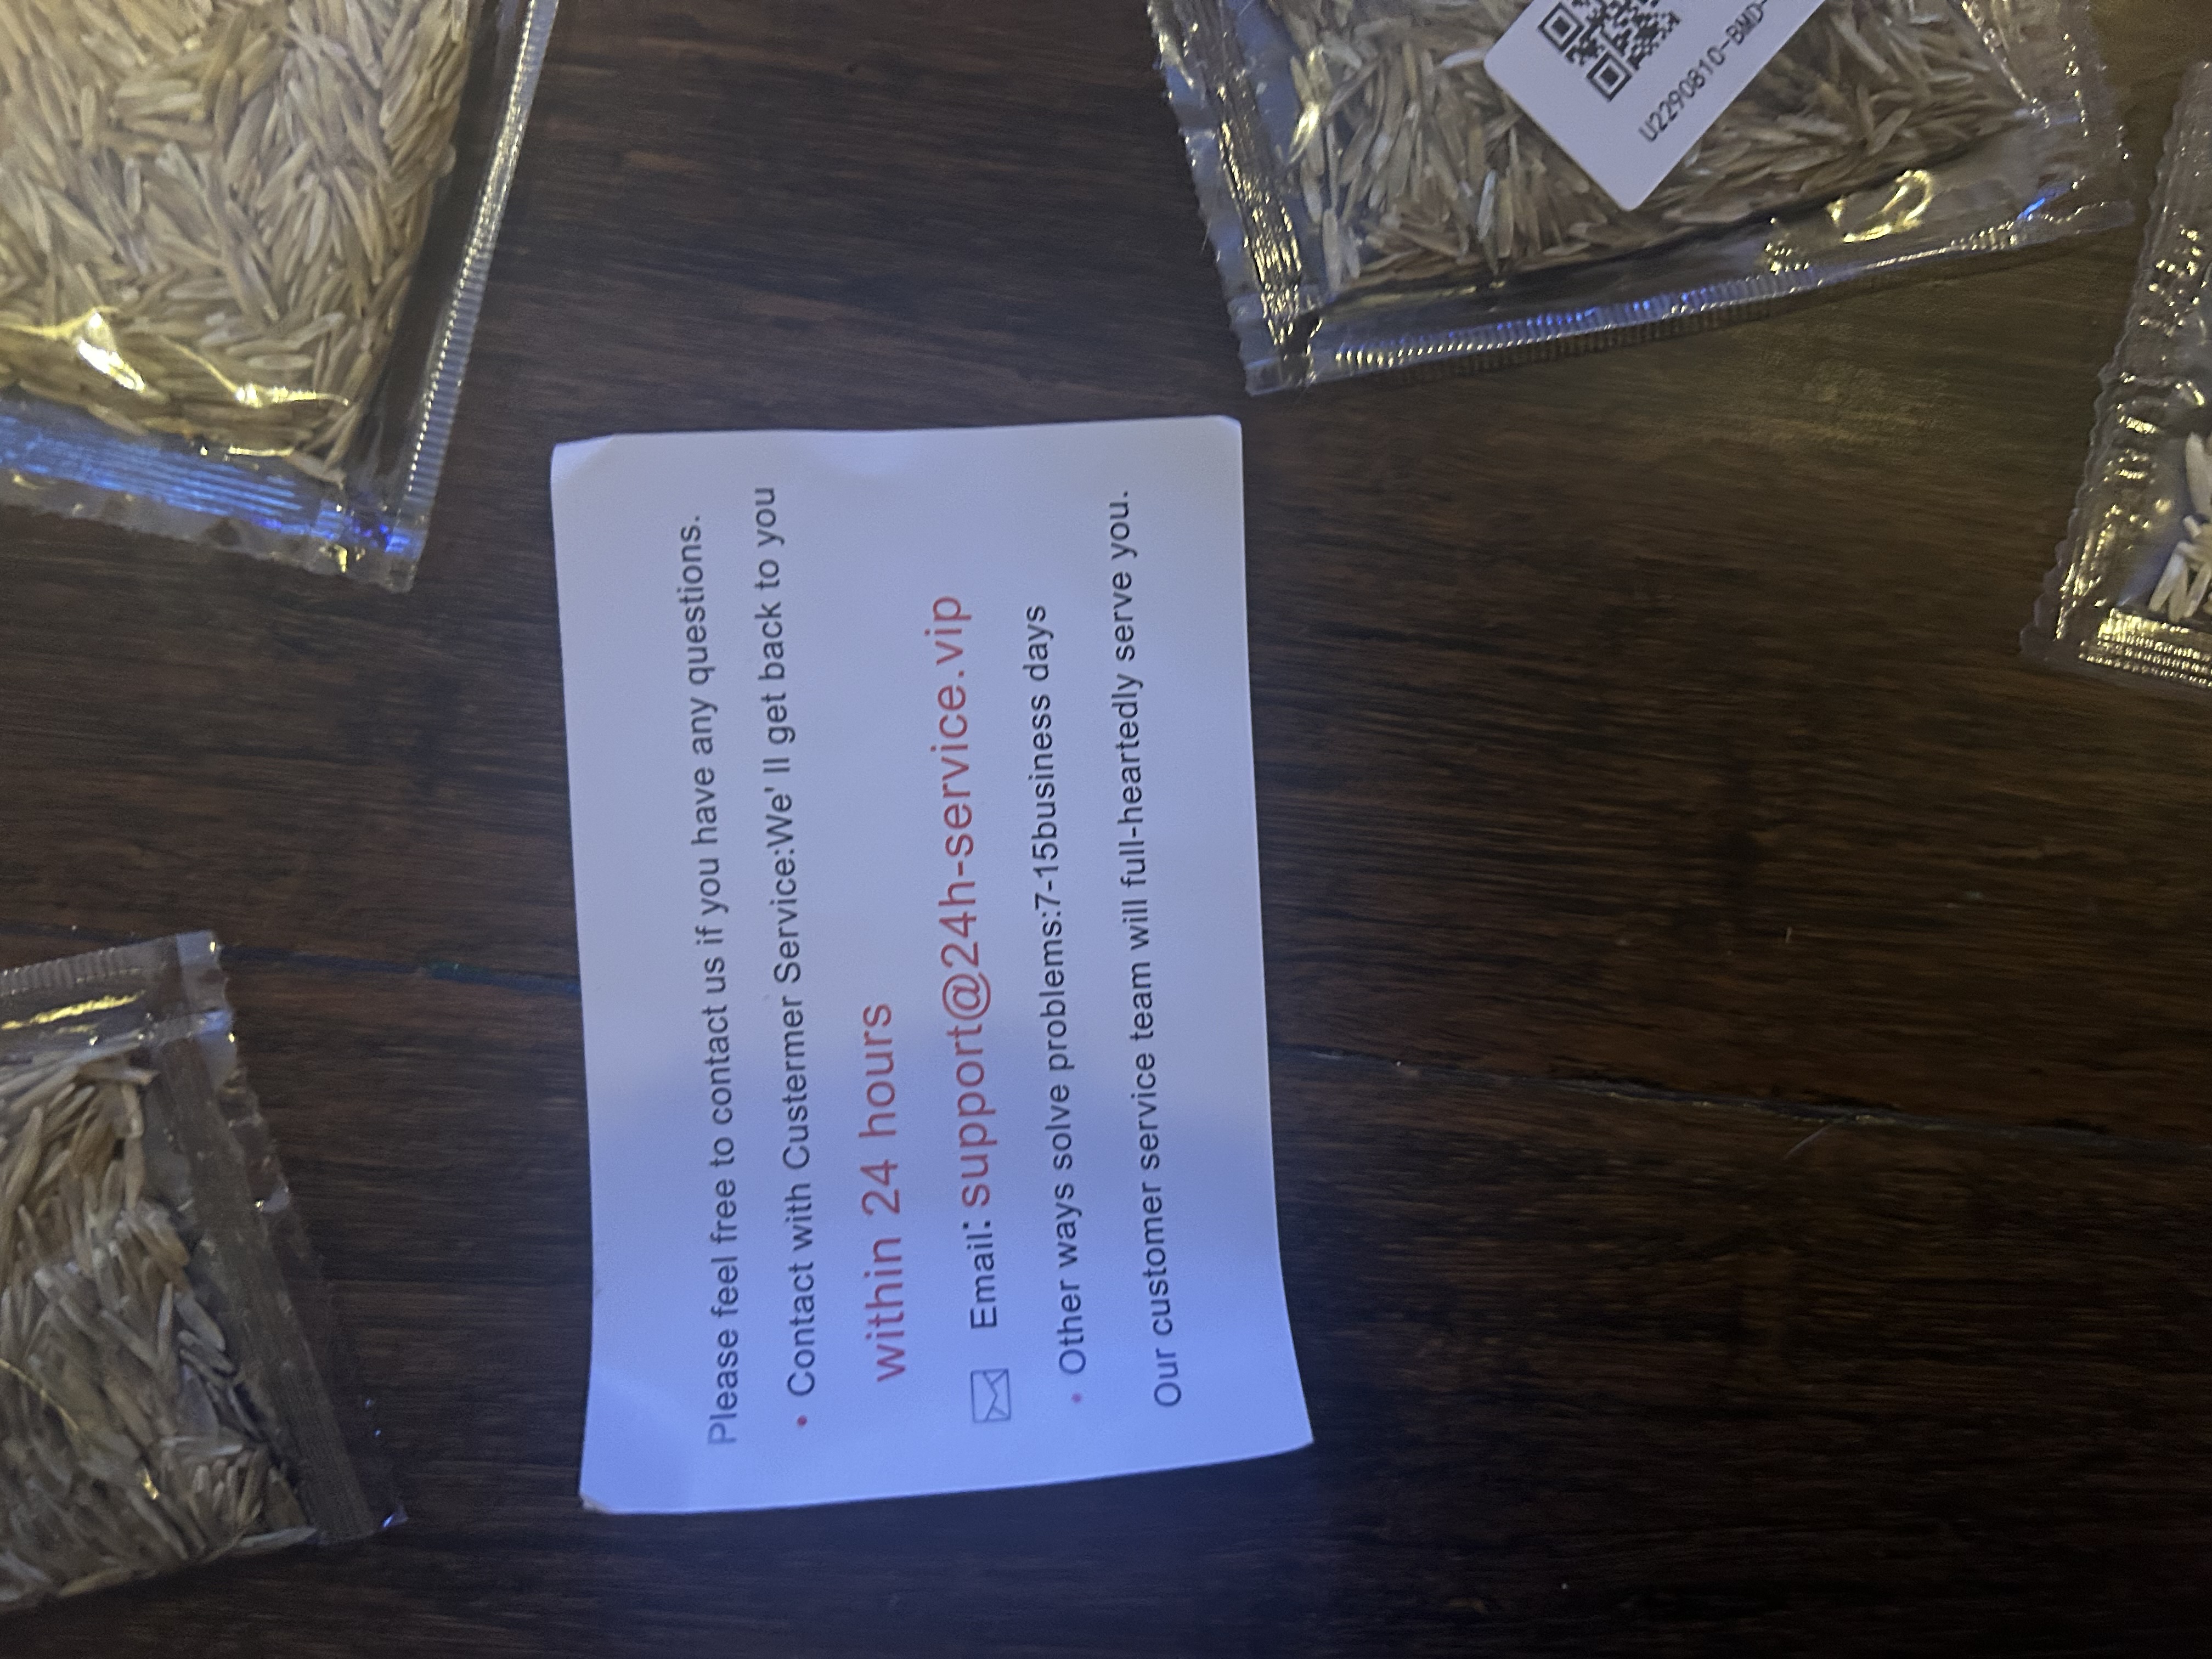 Please feel free to contact us if you have any questions.
• Contact with Custermer Service:We' ll get back to you
within 24 hours
Email: support@24h-service.vip
• Other ways solve problems:7-15business days
Our customer service team will full-heartedly serve you.
U2290810-BMD-